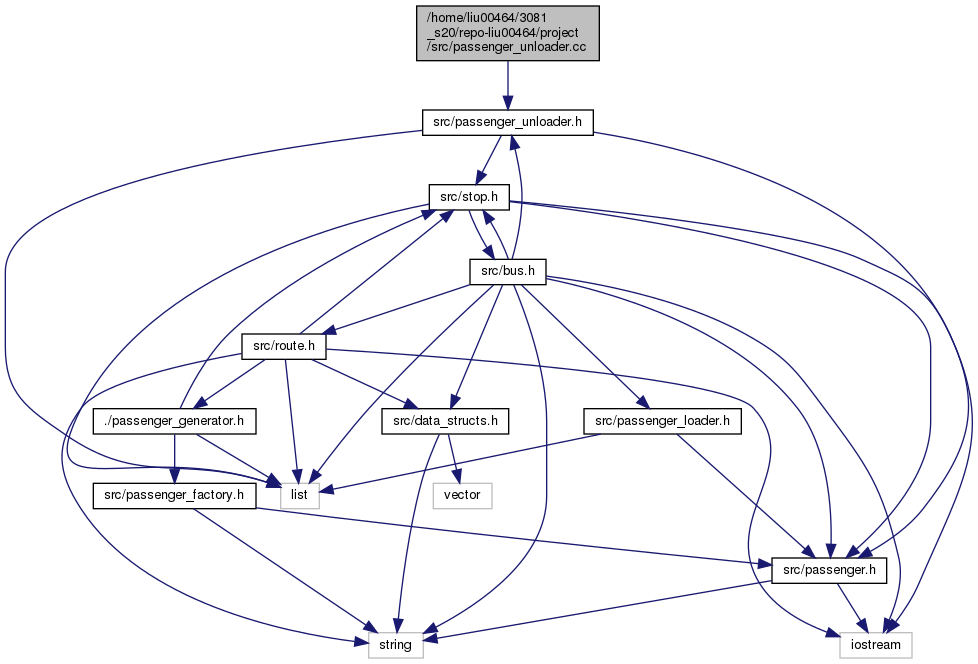 /home/liu00464/3081
_s20/repo-liu00464/project
/src/passenger_unloader.cc
src/passenger_unloader.h
src/stop.h
src/bus.h
src/route.h
./passenger_generator.h
src/data_structs.h
src/passenger_loader.h
src/passenger_factory.h
list
vector
src/passenger.h
string
iostream